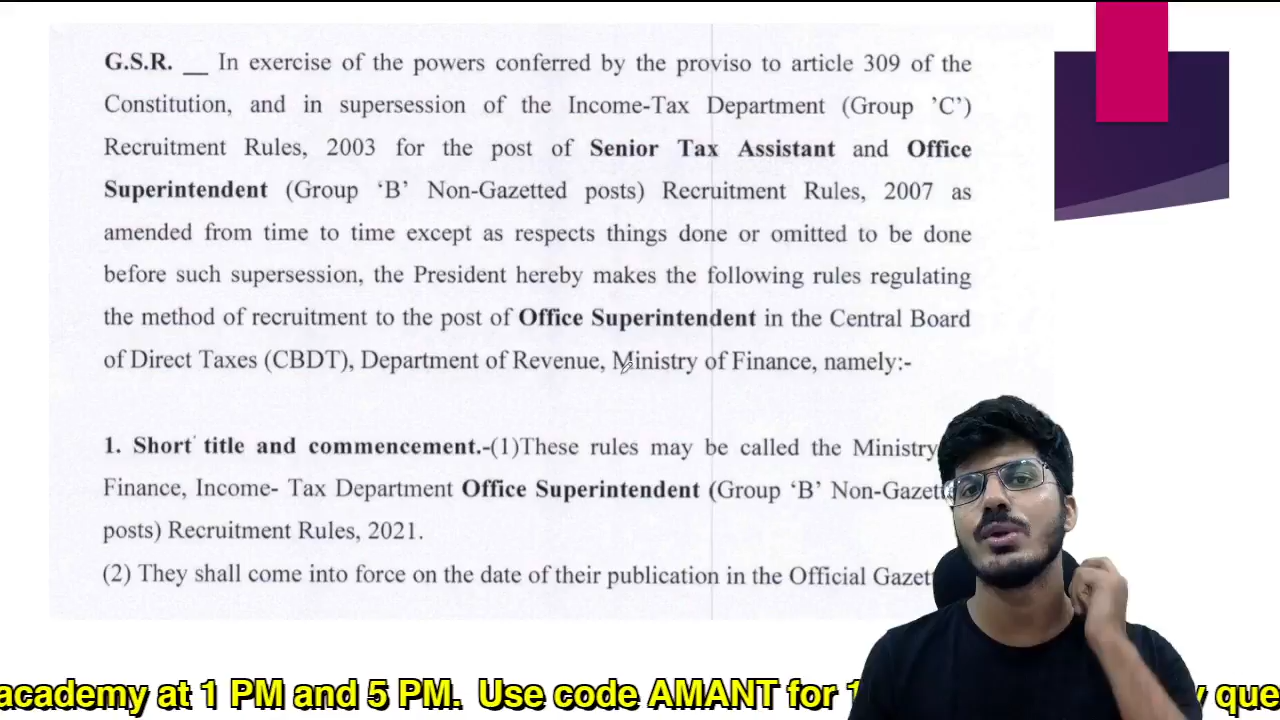 G.S.R. __ In exercise of the powers conferred by the proviso to article 309 of the
Constitution, and in supersession of the Income-Tax Department (Group ’C’)
Recruitment Rules, 2003 for the post of Senior Tax Assistant and Office
Superintendent (Group ‘B’ Non-Gazetted posts) Recruitment Rules, 2007 as
amended from time to time except as respects things done or omitted to be done
before such supersession, the President hereby makes the following rules regulating
the method of recruitment to the post of Office Superintendent in the Central Board
of Direct Taxes (CBDT), Department of Revenue, Ministry of Finance, namely:-
1. Short title and commencement.-(1)These rules may be called the Ministry
Finance, Income- Tax Department Office Superintendent (Group ‘B’ Non-Gazett
posts) Recruitment Rules, 2021.
(2) They shall come into force on the date of their publication in the Official Gazet
academy at 1 PM and 5 PM. Use code AMANT for 1 y que